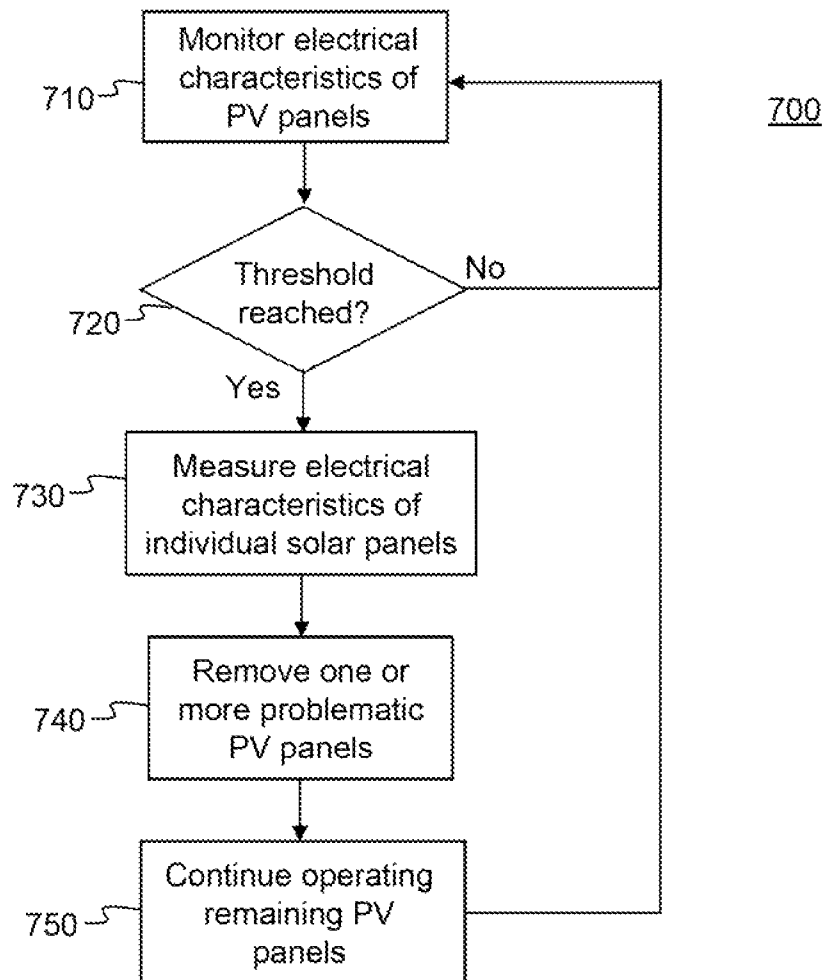 Monitor electrical
characteristics of
PV panels
710
700
Threshold
reached?
No
720
Yes
Measure electrical
characteristics of
individual solar panels
730
Remove one or
more problematic
PV panels
740
Continue operating
remaining PV
panels
750